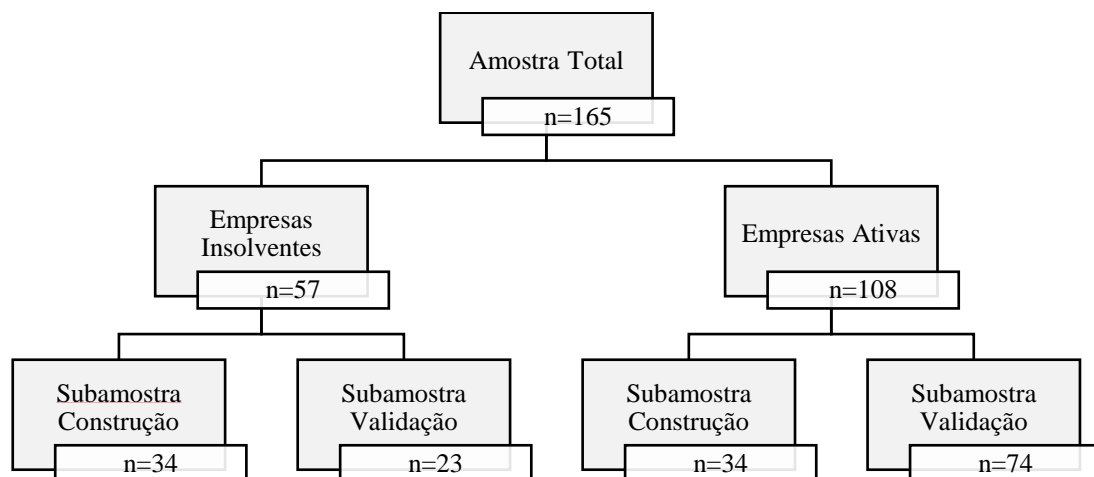 Amostra Total
n=165
Empresas
Insolventes
n=57
Empresas Ativas
n=108
Subamostra
Construção
n=34
Subamostra
Validação
n=23
Subamostra
Construção
n=34
Subamostra
Validação
n=74